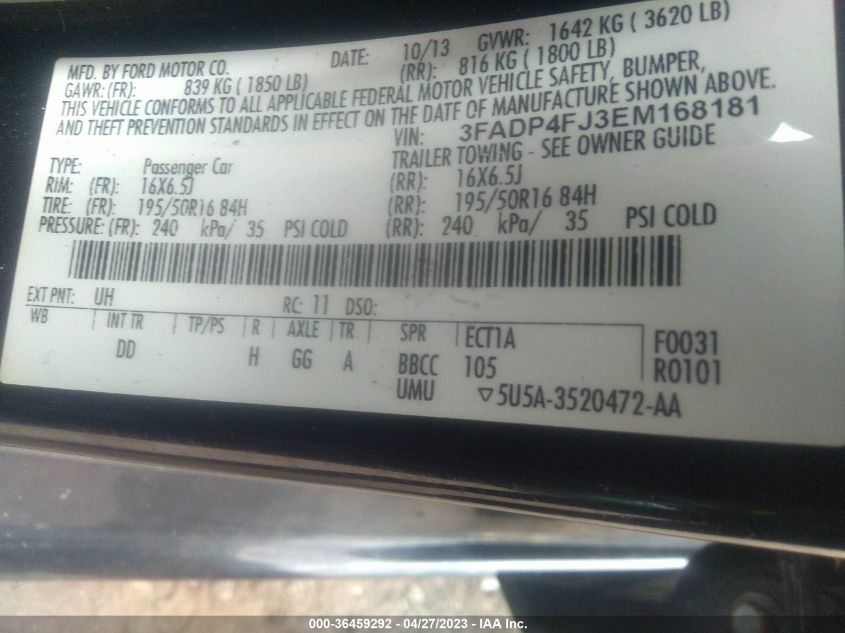 MFD. BY FORD MOTOR CO. DATE: 10/13 GVWR: 1642 KG ( 3620 LB)
GAWR: (FR): 839 KG ( 1850 LB) (RR): 816 KG ( 1800 LB)
THIS VEHICLE CONFORMS TO ALL APPLICABLE FEDERAL MOTOR VEHICLE SAFETY, BUMPER,
AND THEFT PREVENTION STANDARDS IN EFFECT ON THE DATE OF MANUFACTURE SHOWN ABOVE.
VIN: 3FADP4FJ3EM168181
TYPE: Passenger Car TRAILER TOWING - SEE OWNER GUIDE
RIM: (FR): 16X6.5J (RR): 16X6.5J
TIRE: (FR): 195/50R16 84H (RR): 195/50R16 84H
PRESSURE: (FR): 240 kPa/ 35 PSI COLD (RR): 240 kPa/ 35 PSI COLD
EXT PNT: UH RC: 11 DSO:
WB INT TR TP/PS R AXLE TR SPR ECT1A F0031
DD H GG A BBCC 105 R0101
UMU ▽5U5A-3520472-AA
000-36459292 - 04/27/2023 - IAA Inc.